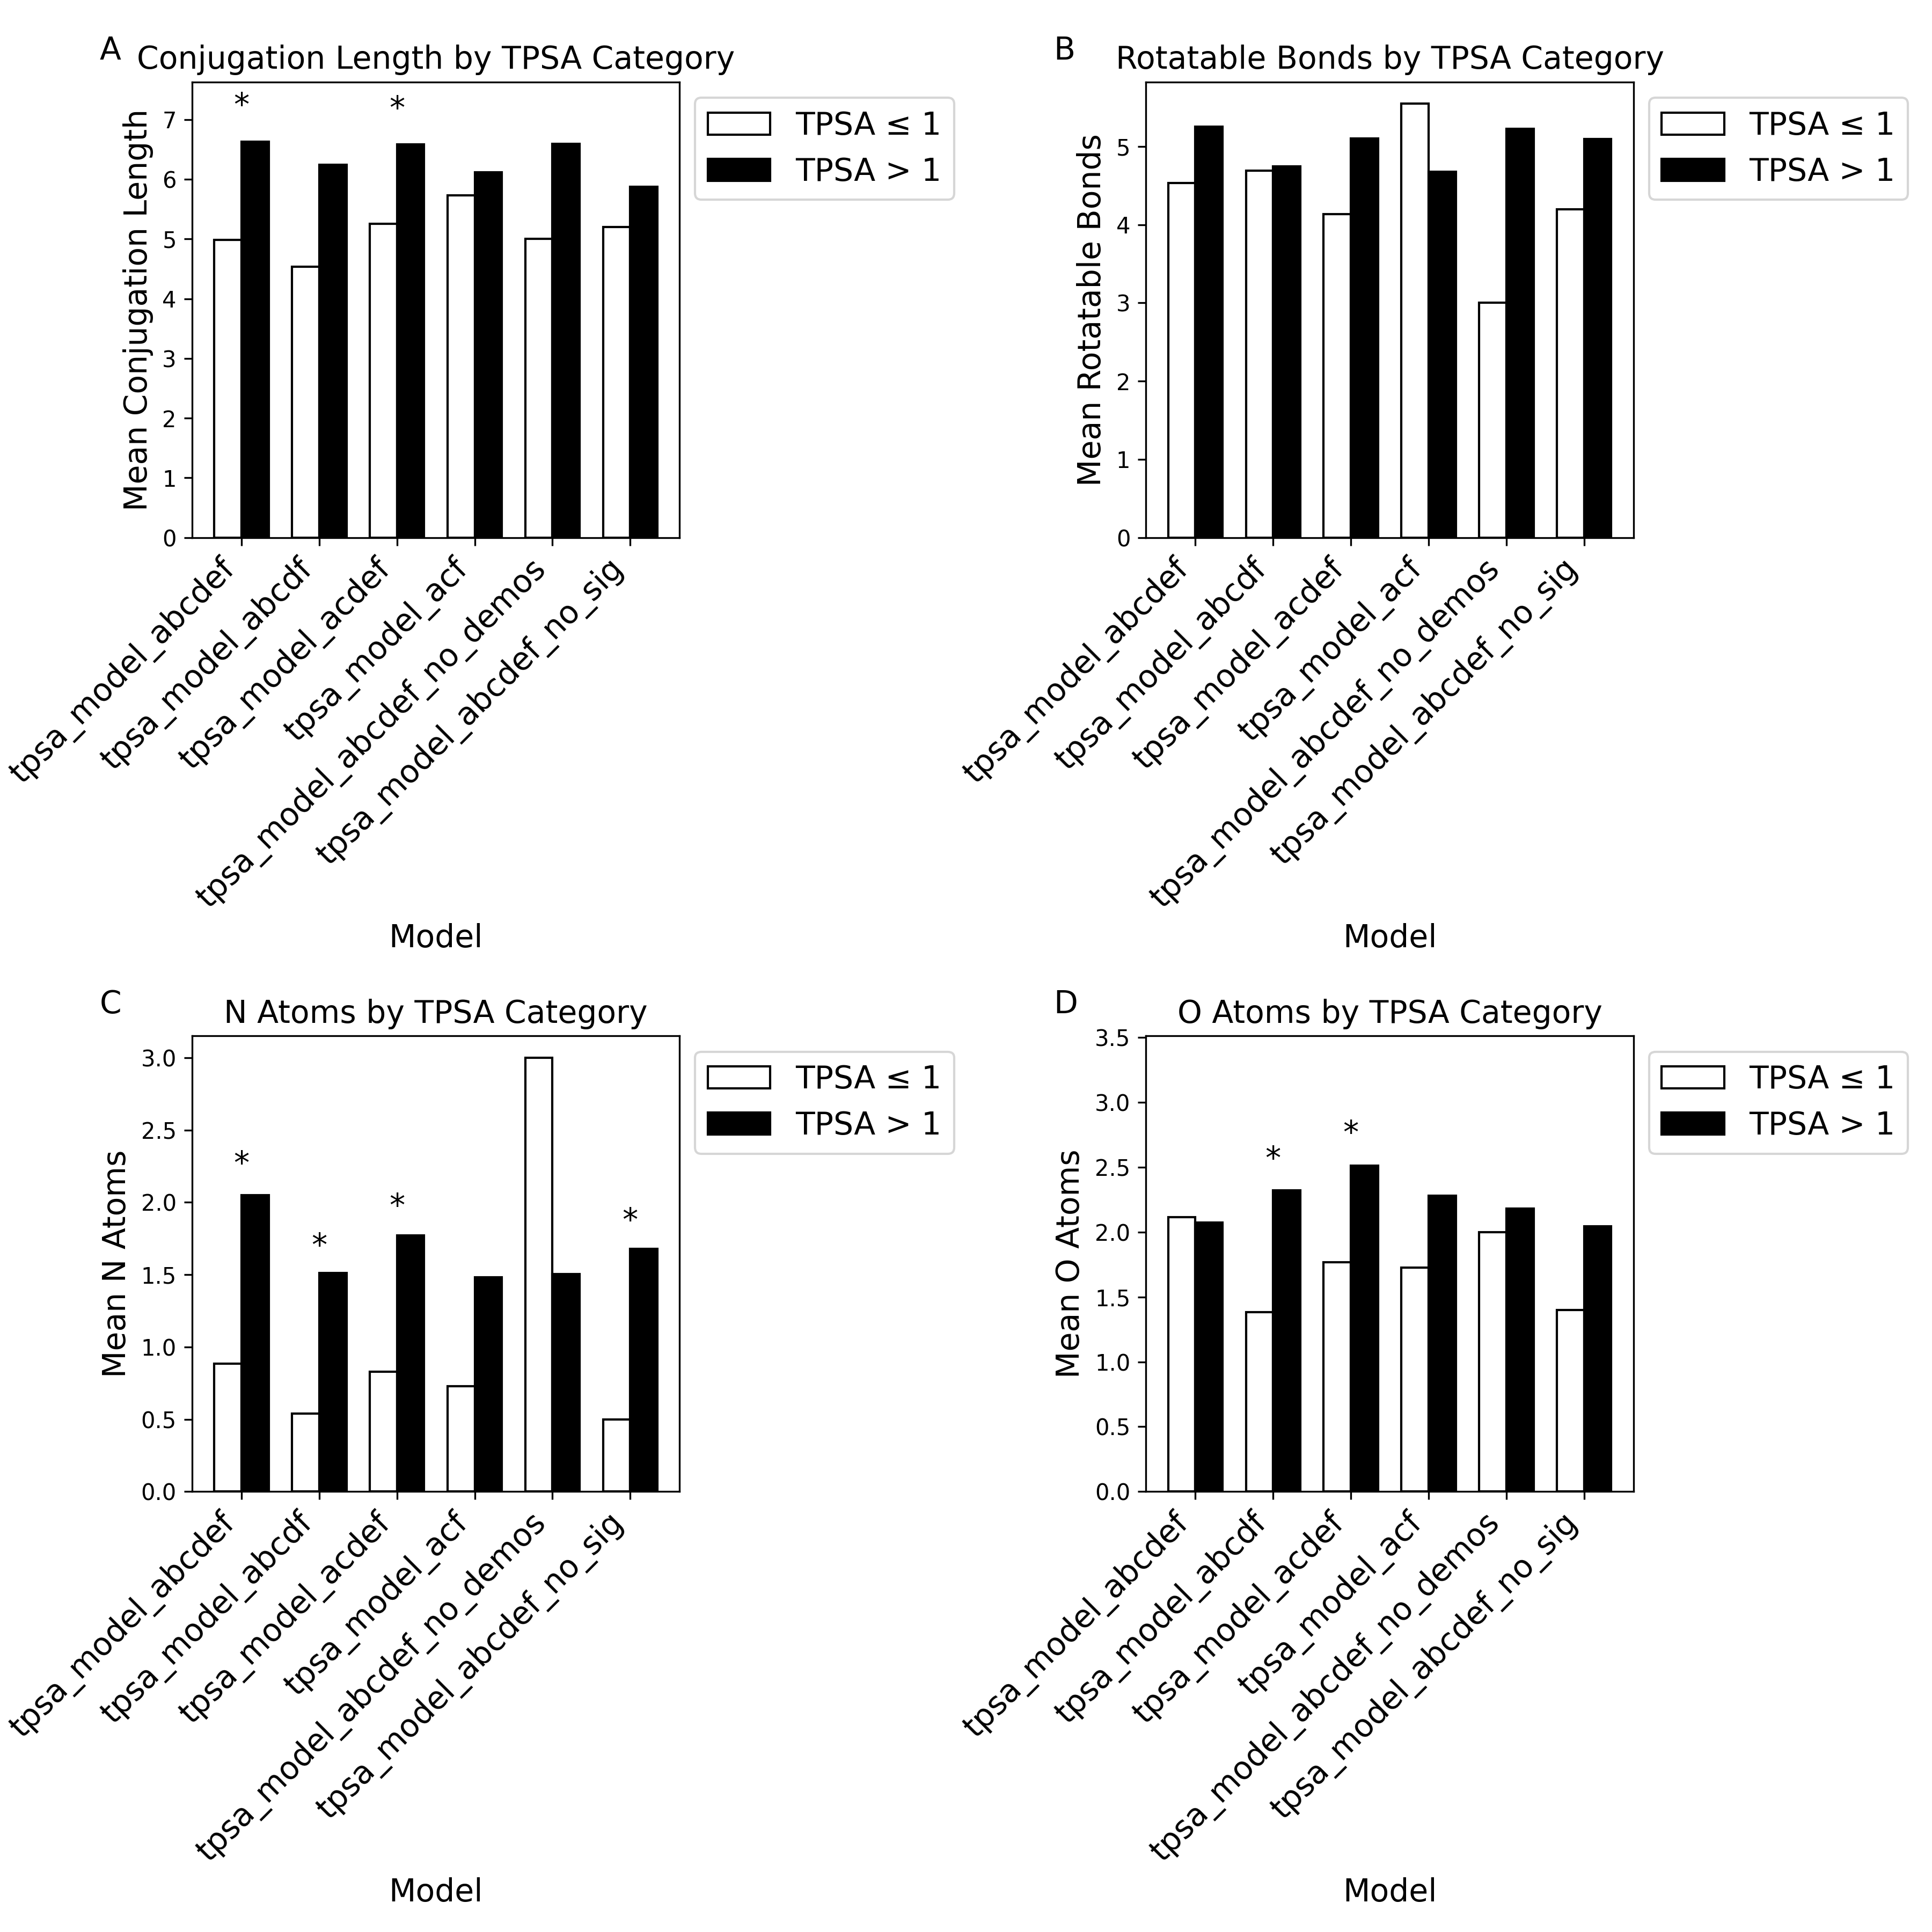 A
Conjugation Length by TPSA Category
Mean Conjugation Length
7
6
5
4
3
2
1
0
*
*
TPSA ≤ 1
TPSA > 1
tpsa_model_abcdef
tpsa_model_abcdf
tpsa_model_acdef
tpsa_model_acf
tpsa_model_abcdef_no_demos
tpsa_model_abcdef_no_sig
Model
B
Rotatable Bonds by TPSA Category
Mean Rotatable Bonds
5
4
3
2
1
0
TPSA ≤ 1
TPSA > 1
tpsa_model_abcdef
tpsa_model_abcdf
tpsa_model_acdef
tpsa_model_acf
tpsa_model_abcdef_no_demos
tpsa_model_abcdef_no_sig
Model
C
N Atoms by TPSA Category
Mean N Atoms
3.0
2.5
2.0
1.5
1.0
0.5
0.0
*
*
*
*
TPSA ≤ 1
TPSA > 1
tpsa_model_abcdef
tpsa_model_abcdf
tpsa_model_acdef
tpsa_model_acf
tpsa_model_abcdef_no_demos
tpsa_model_abcdef_no_sig
Model
D
O Atoms by TPSA Category
Mean O Atoms
3.5
3.0
2.5
2.0
1.5
1.0
0.5
0.0
*
*
TPSA ≤ 1
TPSA > 1
tpsa_model_abcdef
tpsa_model_abcdf
tpsa_model_acdef
tpsa_model_acf
tpsa_model_abcdef_no_demos
tpsa_model_abcdef_no_sig
Model